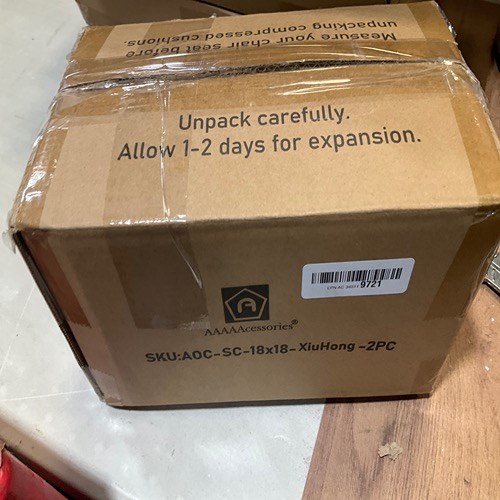 Measure your chair seat before
unpacking compressed cushions.
Unpack carefully.
Allow 1-2 days for expansion.
9721
A
AAAAAcessories®
SKU:AOC-SC-18x18-XiuHong-2PC